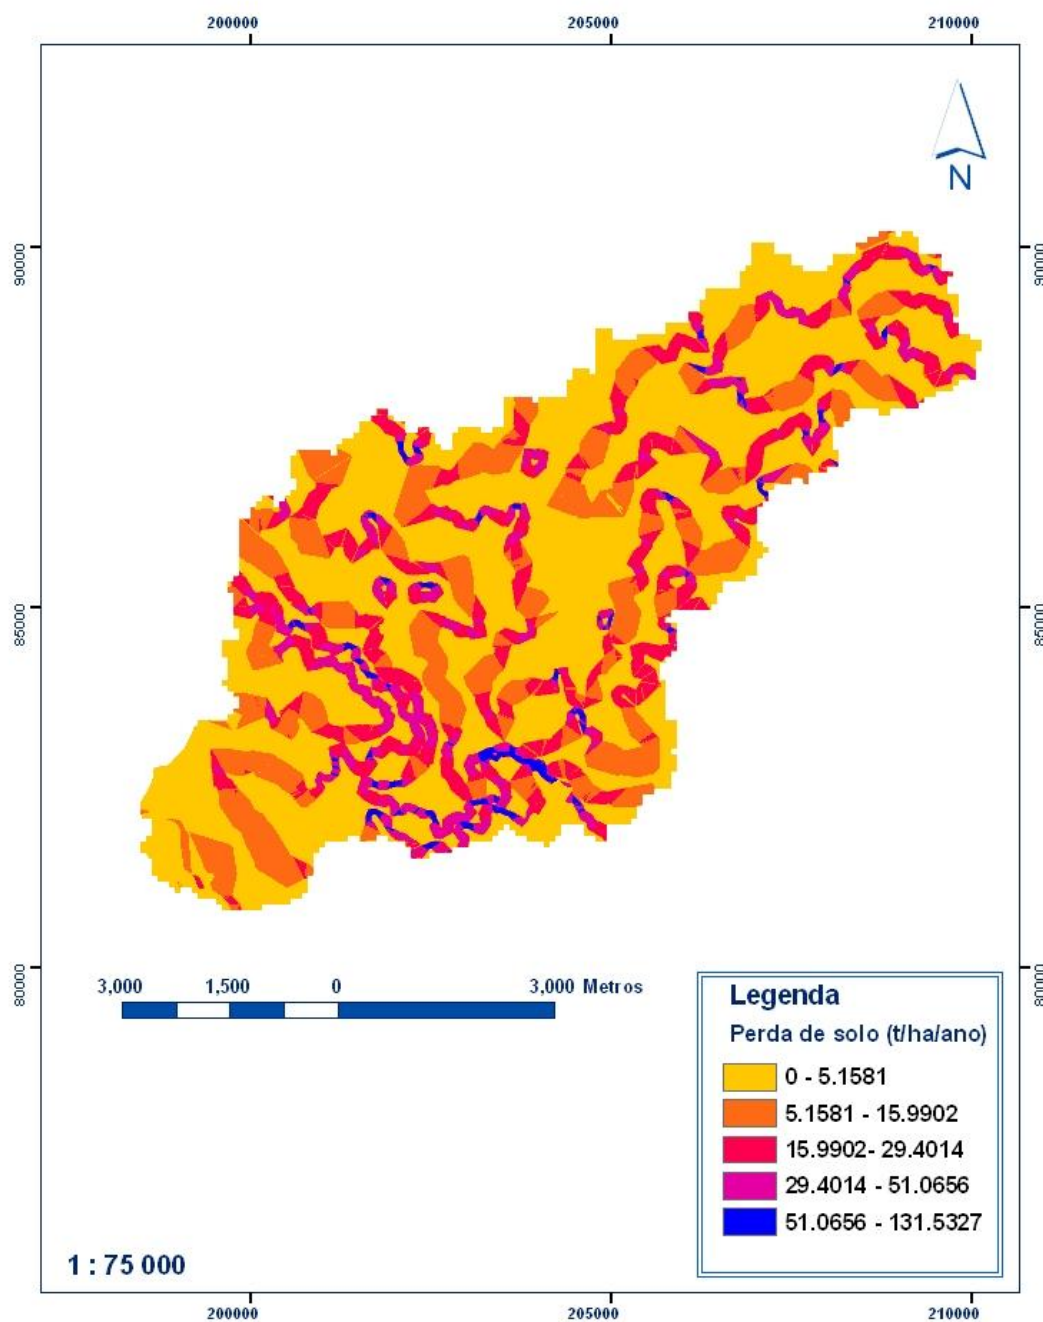 200000 205000 210000
N
90000 90000
85000 85000
80000 80000
3,000 1,500 0 3,000 Metros
Legenda
Perda de solo (t/ha/ano)
0 - 5.1581
5.1581 - 15.9902
15.9902- 29.4014
29.4014 - 51.0656
51.0656 - 131.5327
1 : 75 000
200000 205000 210000